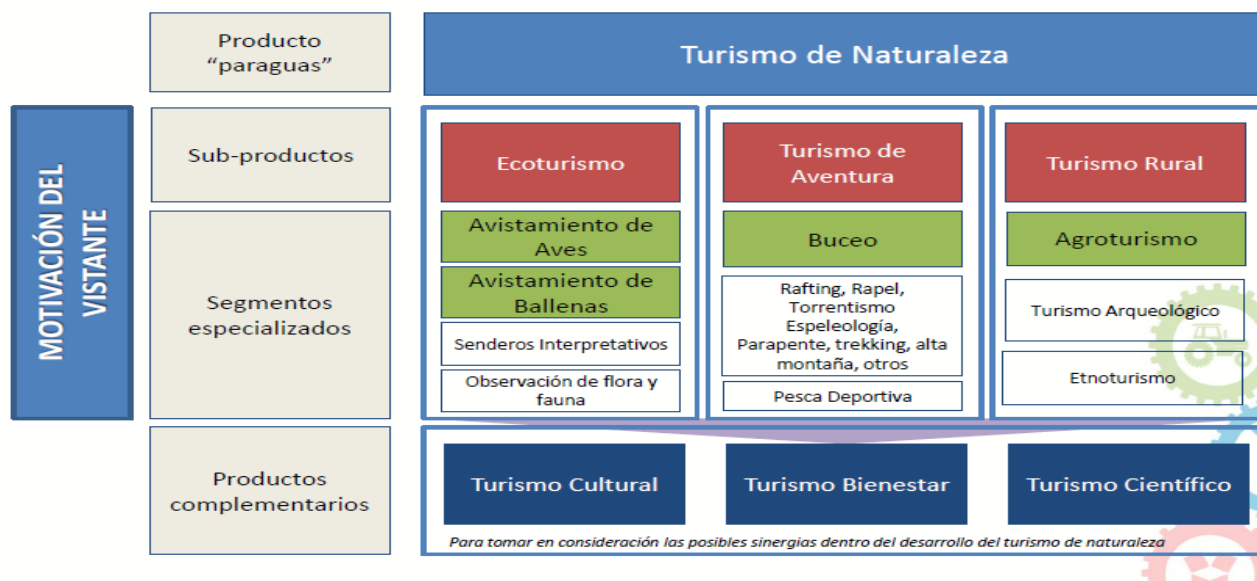 Producto
“paraguas”
Turismo de Naturaleza
MOTIVACIÓN DEL
VISTANTE
Sub-productos
Ecoturismo
Turismo de
Aventura
Turismo Rural
Segmentos
especializados
Avistamiento de
Aves
Avistamiento de
Ballenas
Senderos Interpretativos
Observación de flora y
fauna
Buceo
Rafting, Rapel,
Torrentismo
Espeleología,
Parapente, trekking, alta
montaña, otros
Pesca Deportiva
Agroturismo
Turismo Arqueológico
Etnoturismo
Productos
complementarios
Turismo Cultural
Turismo Bienestar
Turismo Científico
Para tomar en consideración las posibles sinergias dentro del desarrollo del turismo de naturaleza